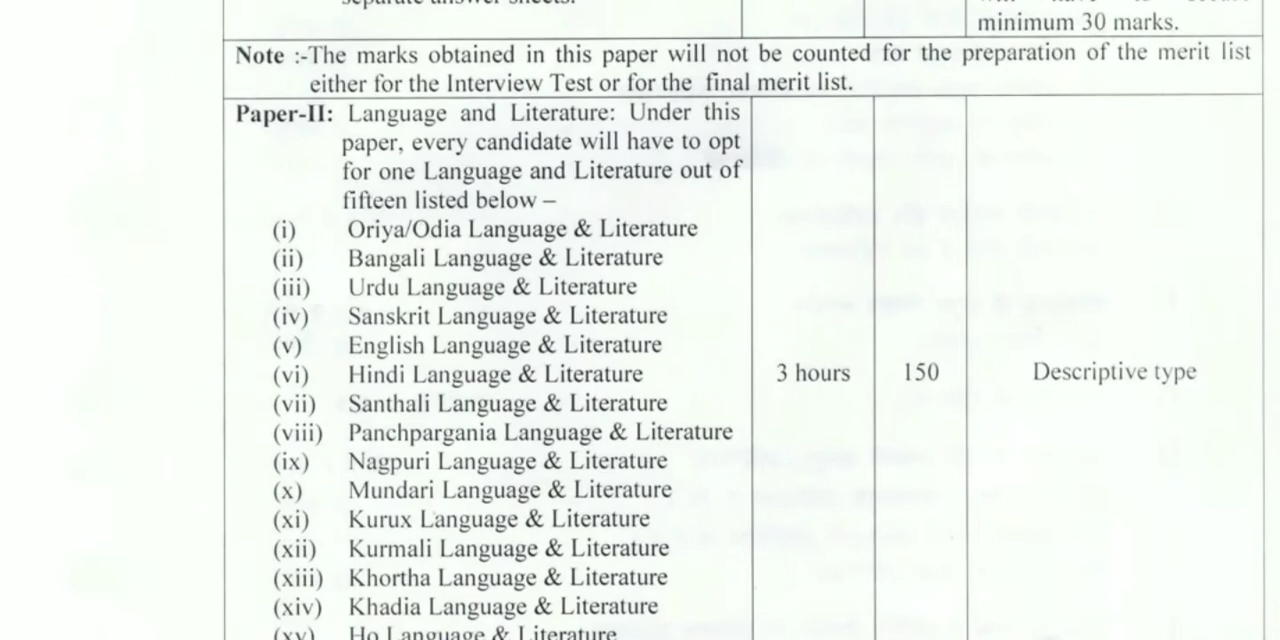 separate answer sheets.
minimum 30 marks.
Note :-The marks obtained in this paper will not be counted for the preparation of the merit list
either for the Interview Test or for the final merit list.
Paper-II: Language and Literature: Under this
paper, every candidate will have to opt
for one Language and Literature out of
fifteen listed below –
(i) Oriya/Odia Language & Literature
(ii) Bangali Language & Literature
(iii) Urdu Language & Literature
(iv) Sanskrit Language & Literature
(v) English Language & Literature
(vi) Hindi Language & Literature
3 hours 150 Descriptive type
(vii) Santhali Language & Literature
(viii) Panchpargania Language & Literature
(ix) Nagpuri Language & Literature
(x) Mundari Language & Literature
(xi) Kurux Language & Literature
(xii) Kurmali Language & Literature
(xiii) Khortha Language & Literature
(xiv) Khadia Language & Literature
(xv) Ho Language & Literature